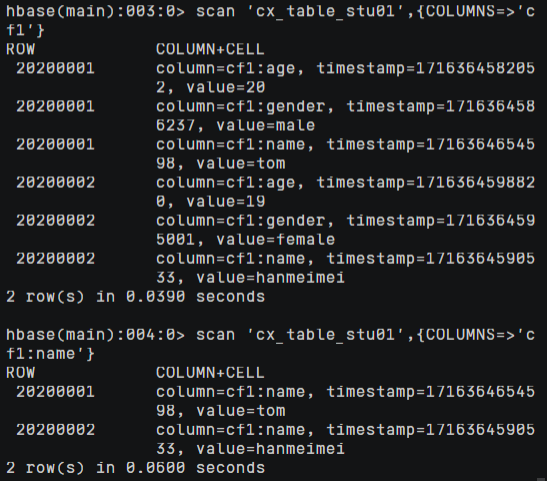 hbase(main):003:0> scan 'cx_table_stu01',{COLUMNS=>'c
f1'}
ROW COLUMN+CELL
20200001 column=cf1:age, timestamp=171636458205
2, value=20
20200001 column=cf1:gender, timestamp=171636458
6237, value=male
20200001 column=cf1:name, timestamp=17163646545
98, value=tom
20200002 column=cf1:age, timestamp=171636459882
0, value=19
20200002 column=cf1:gender, timestamp=171636459
5001, value=female
20200002 column=cf1:name, timestamp=17163645905
33, value=hanmeimei
2 row(s) in 0.0390 seconds
hbase(main):004:0> scan 'cx_table_stu01',{COLUMNS=>'c
f1:name'}
ROW COLUMN+CELL
20200001 column=cf1:name, timestamp=17163646545
98, value=tom
20200002 column=cf1:name, timestamp=17163645905
33, value=hanmeimei
2 row(s) in 0.0600 seconds